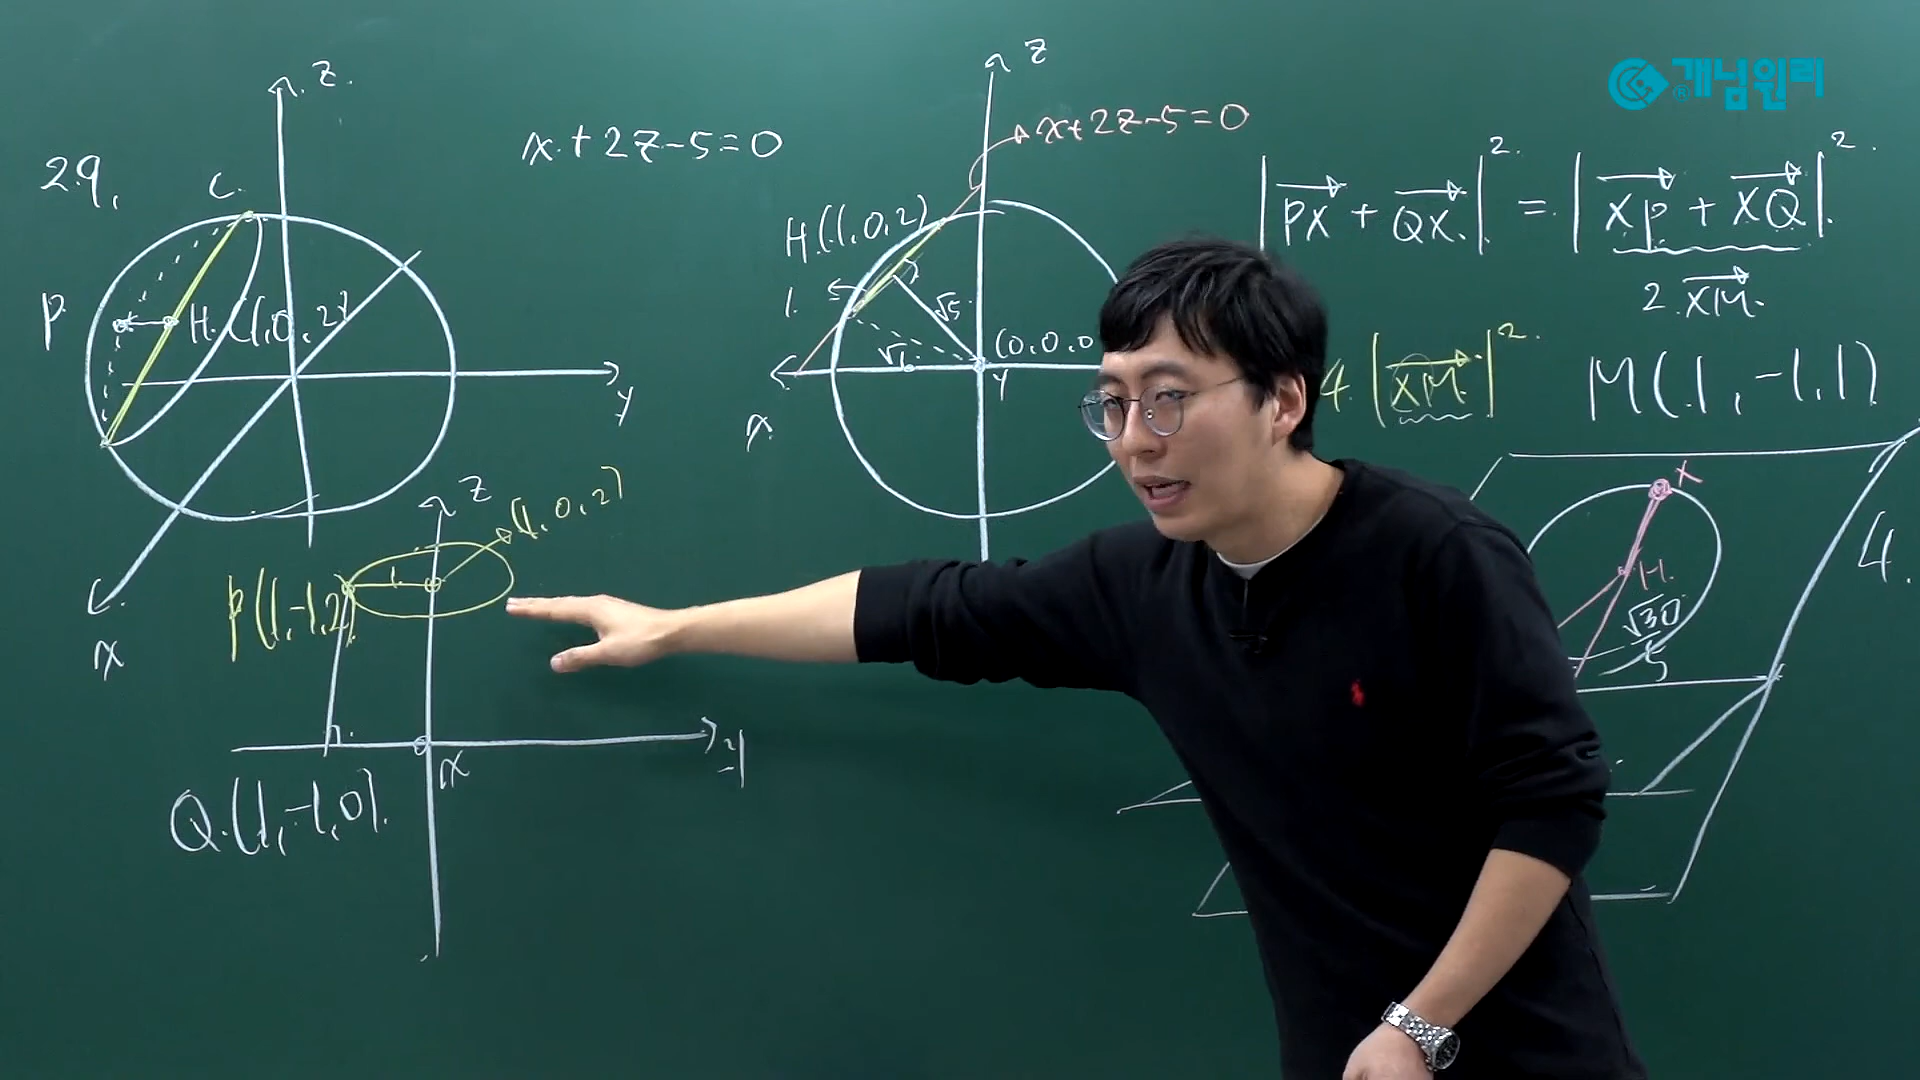 개념원리
29.
C.
z.
P.
H.(1,0,2)
y
x
x+2z-5=0
z
x+2z-5=0
H.(1,0,2)
1.
√5.
√6.
(0,0,0
y
x
|PX+QX.|².=.|XP+XQ|².
2.XM.
4.|XM.|².
M(1,-1,1)
z
(1,0,2)
P(1,-1,2)
1.
x
y
Q.(1,-1,0).
X
H.
√30/5
4.